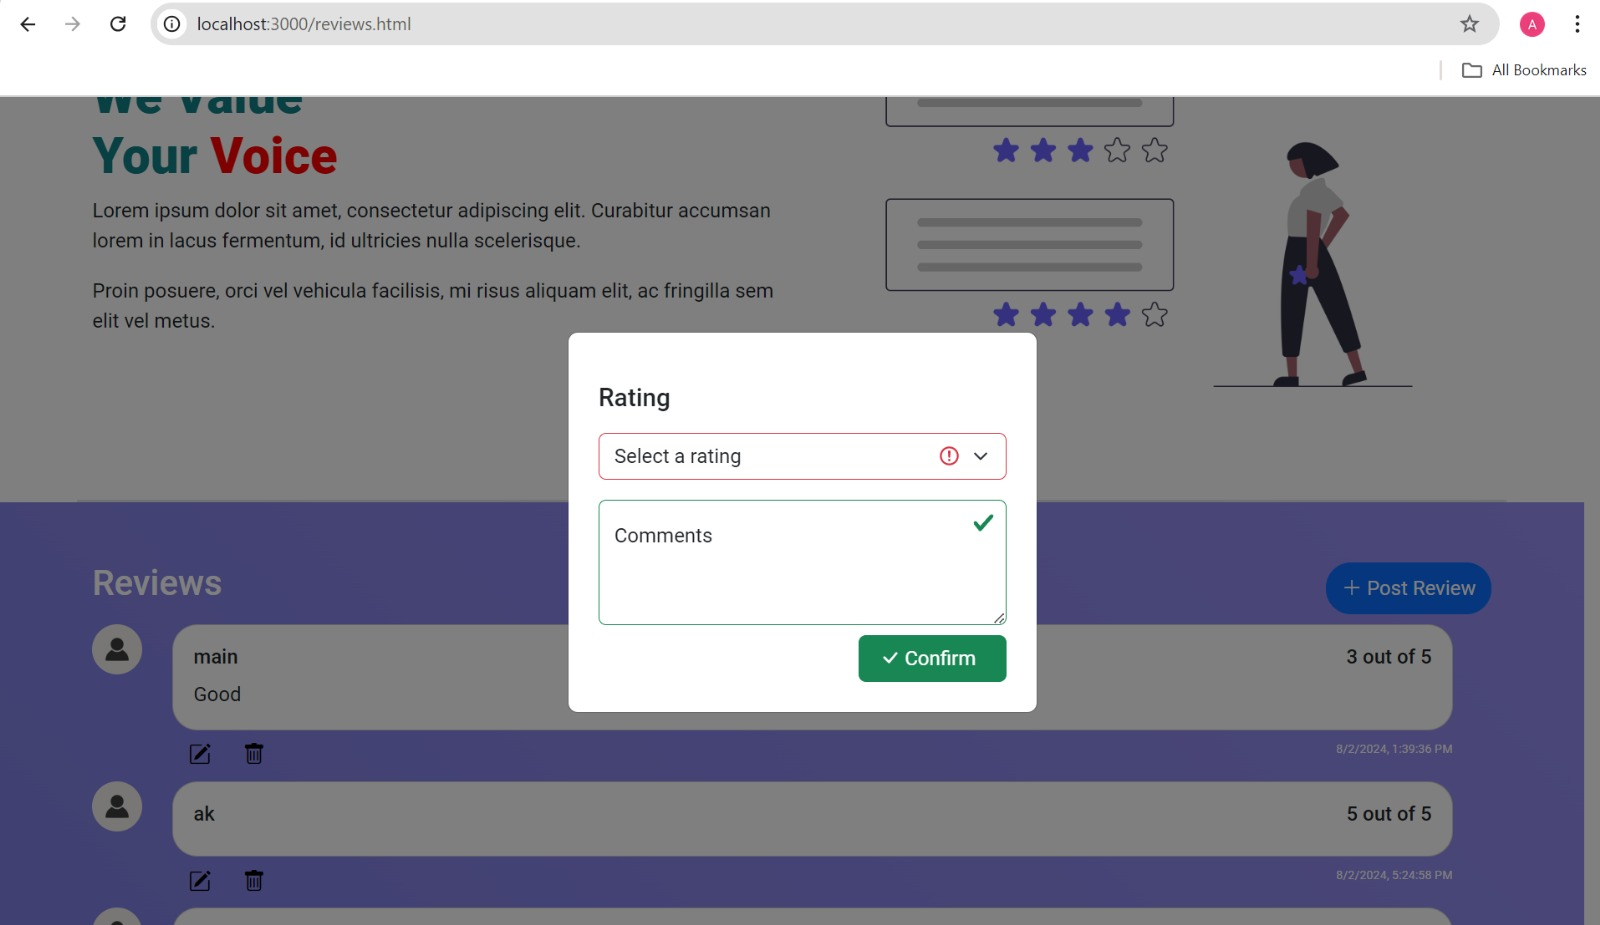 localhost:3000/reviews.html
A
All Bookmarks
We Value
Your Voice
Lorem ipsum dolor sit amet, consectetur adipiscing elit. Curabitur accumsan
lorem in lacus fermentum, id ultricies nulla scelerisque.
Proin posuere, orci vel vehicula facilisis, mi risus aliquam elit, ac fringilla sem
elit vel metus.
Rating
Select a rating
Comments
Confirm
Reviews
Post Review
main
3 out of 5
Good
8/2/2024, 1:39:36 PM
ak
5 out of 5
8/2/2024, 5:24:58 PM